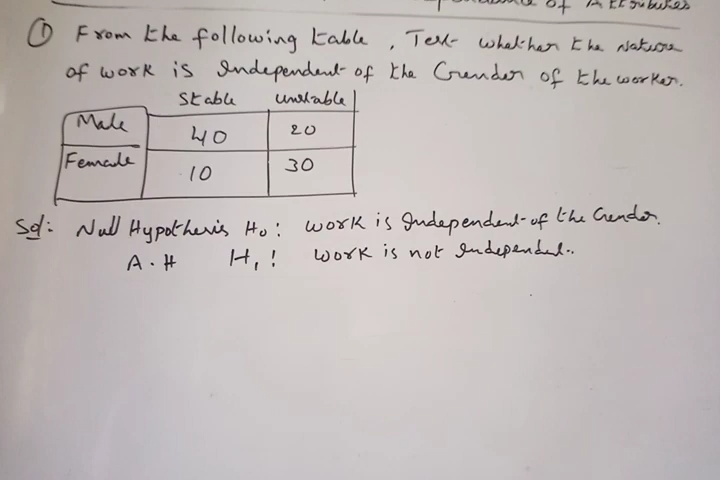 of Attributes
① From the following table, Test whether the Nature
of work is Independent of the Gender of the worker.
Stable unstable
Male 40 20
Female 10 30
Sol: Null Hypothesis H₀: work is Independent of the Gender.
A.H H₁: work is not Independent..